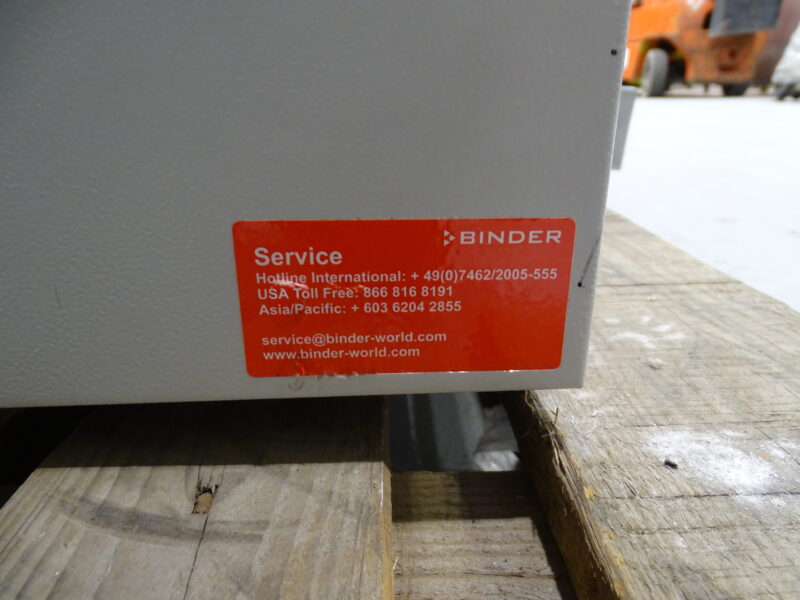 BINDER
Service
Hotline International: + 49(0)7462/2005-555
USA Toll Free: 866 816 8191
Asia/Pacific: + 603 6204 2855
service@binder-world.com
www.binder-world.com